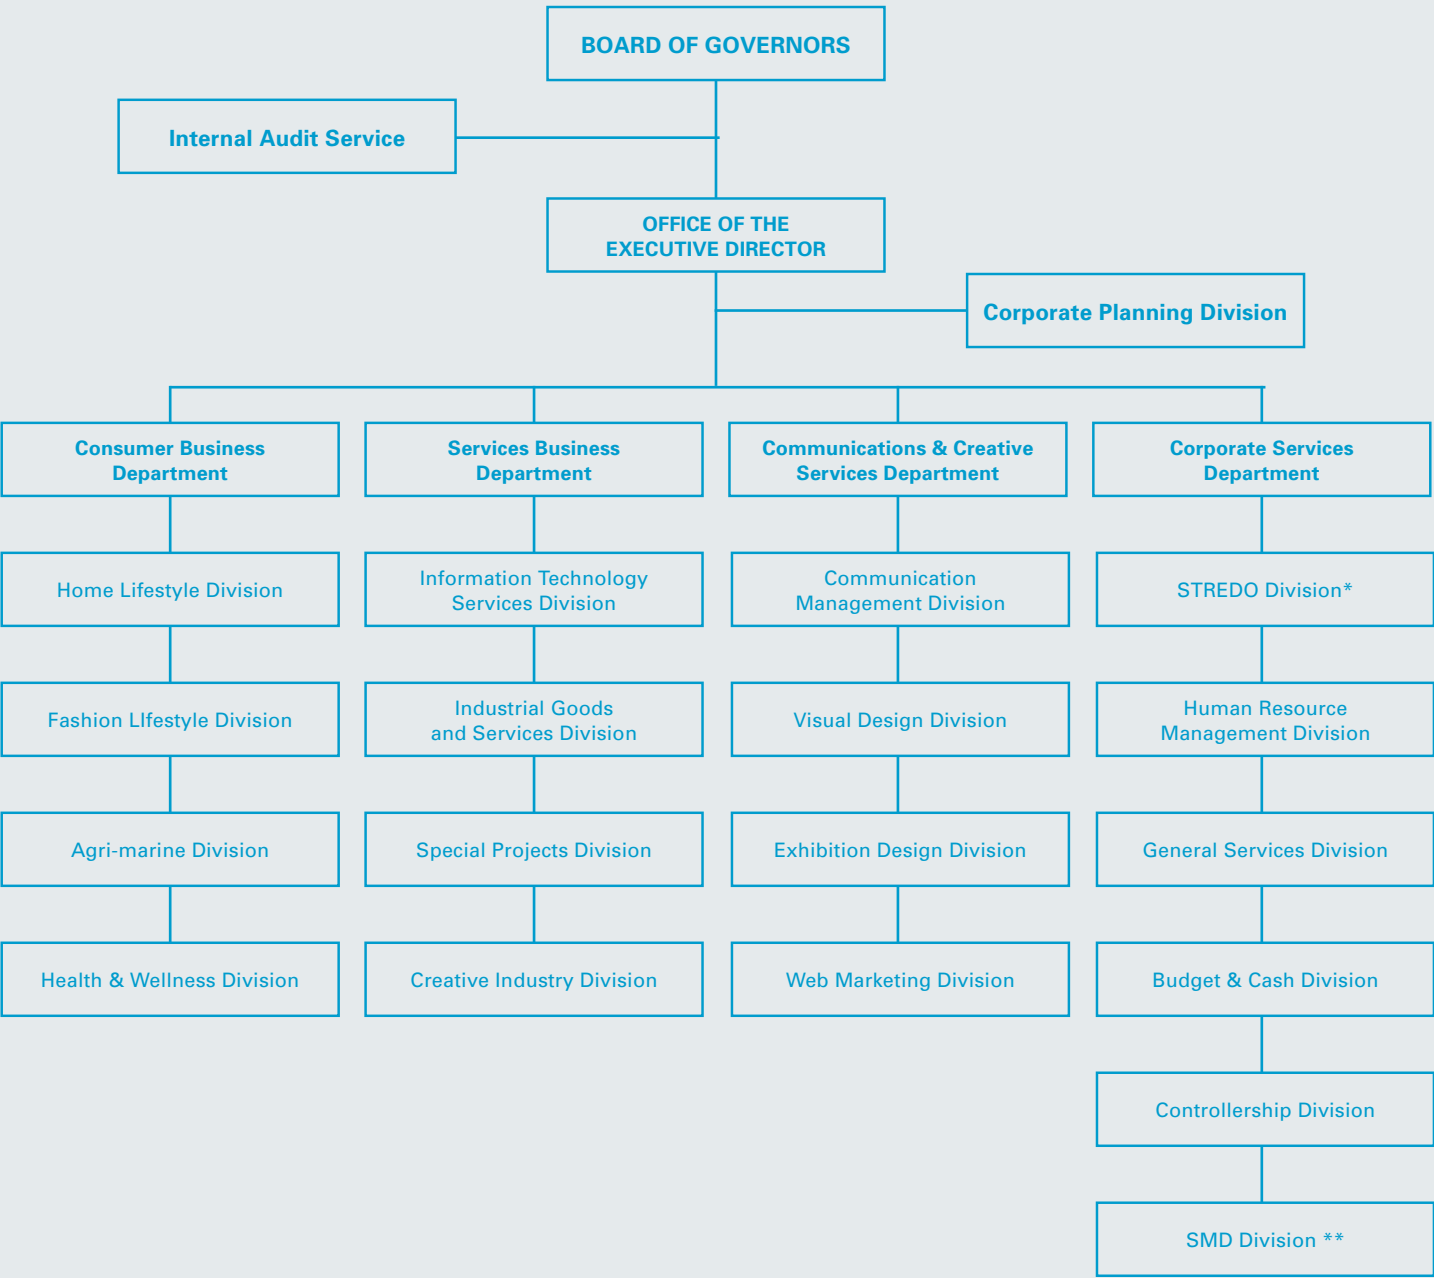 BOARD OF GOVERNORS
Internal Audit Service
OFFICE OF THE
EXECUTIVE DIRECTOR
Corporate Planning Division
Consumer Business
Department
Services Business
Department
Communications & Creative
Services Department
Corporate Services
Department
Home Lifestyle Division
Information Technology
Services Division
Communication
Management Division
STREDO Division*
Fashion LIfestyle Division
Industrial Goods
and Services Division
Visual Design Division
Human Resource
Management Division
Agri-marine Division
Special Projects Division
Exhibition Design Division
General Services Division
Health & Wellness Division
Creative Industry Division
Web Marketing Division
Budget & Cash Division
Controllership Division
SMD Division **